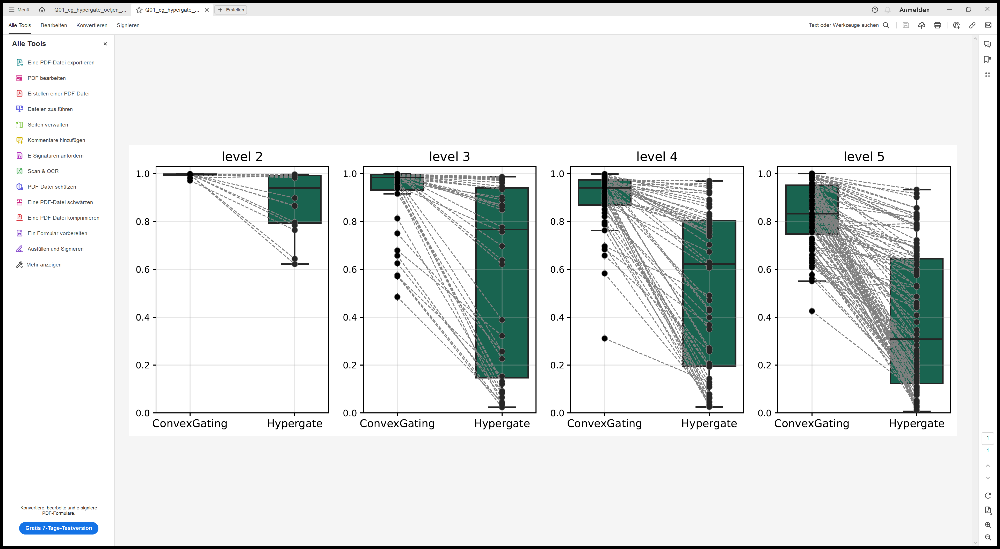 Menü
Q01_cg_hypergate_oetjen_...
Q01_cg_hypergate_...
Erstellen
Anmelden
Alle Tools
Bearbeiten
Konvertieren
Signieren
Text oder Werkzeuge suchen
Alle Tools
Eine PDF-Datei exportieren
PDF bearbeiten
Erstellen einer PDF-Datei
Dateien zus.führen
Seiten verwalten
Kommentare hinzufügen
E-Signaturen anfordern
Scan & OCR
PDF-Datei schützen
Eine PDF-Datei schwärzen
Eine PDF-Datei komprimieren
Ein Formular vorbereiten
Ausfüllen und Signieren
Mehr anzeigen
Konvertiere, bearbeite und e-signiere
PDF-Formulare.
Gratis 7-Tage-Testversion
level 2
1.0
0.8
0.6
0.4
0.2
0.0
ConvexGating
Hypergate
level 3
1.0
0.8
0.6
0.4
0.2
0.0
ConvexGating
Hypergate
level 4
1.0
0.8
0.6
0.4
0.2
0.0
ConvexGating
Hypergate
level 5
1.0
0.8
0.6
0.4
0.2
0.0
ConvexGating
Hypergate
1
1